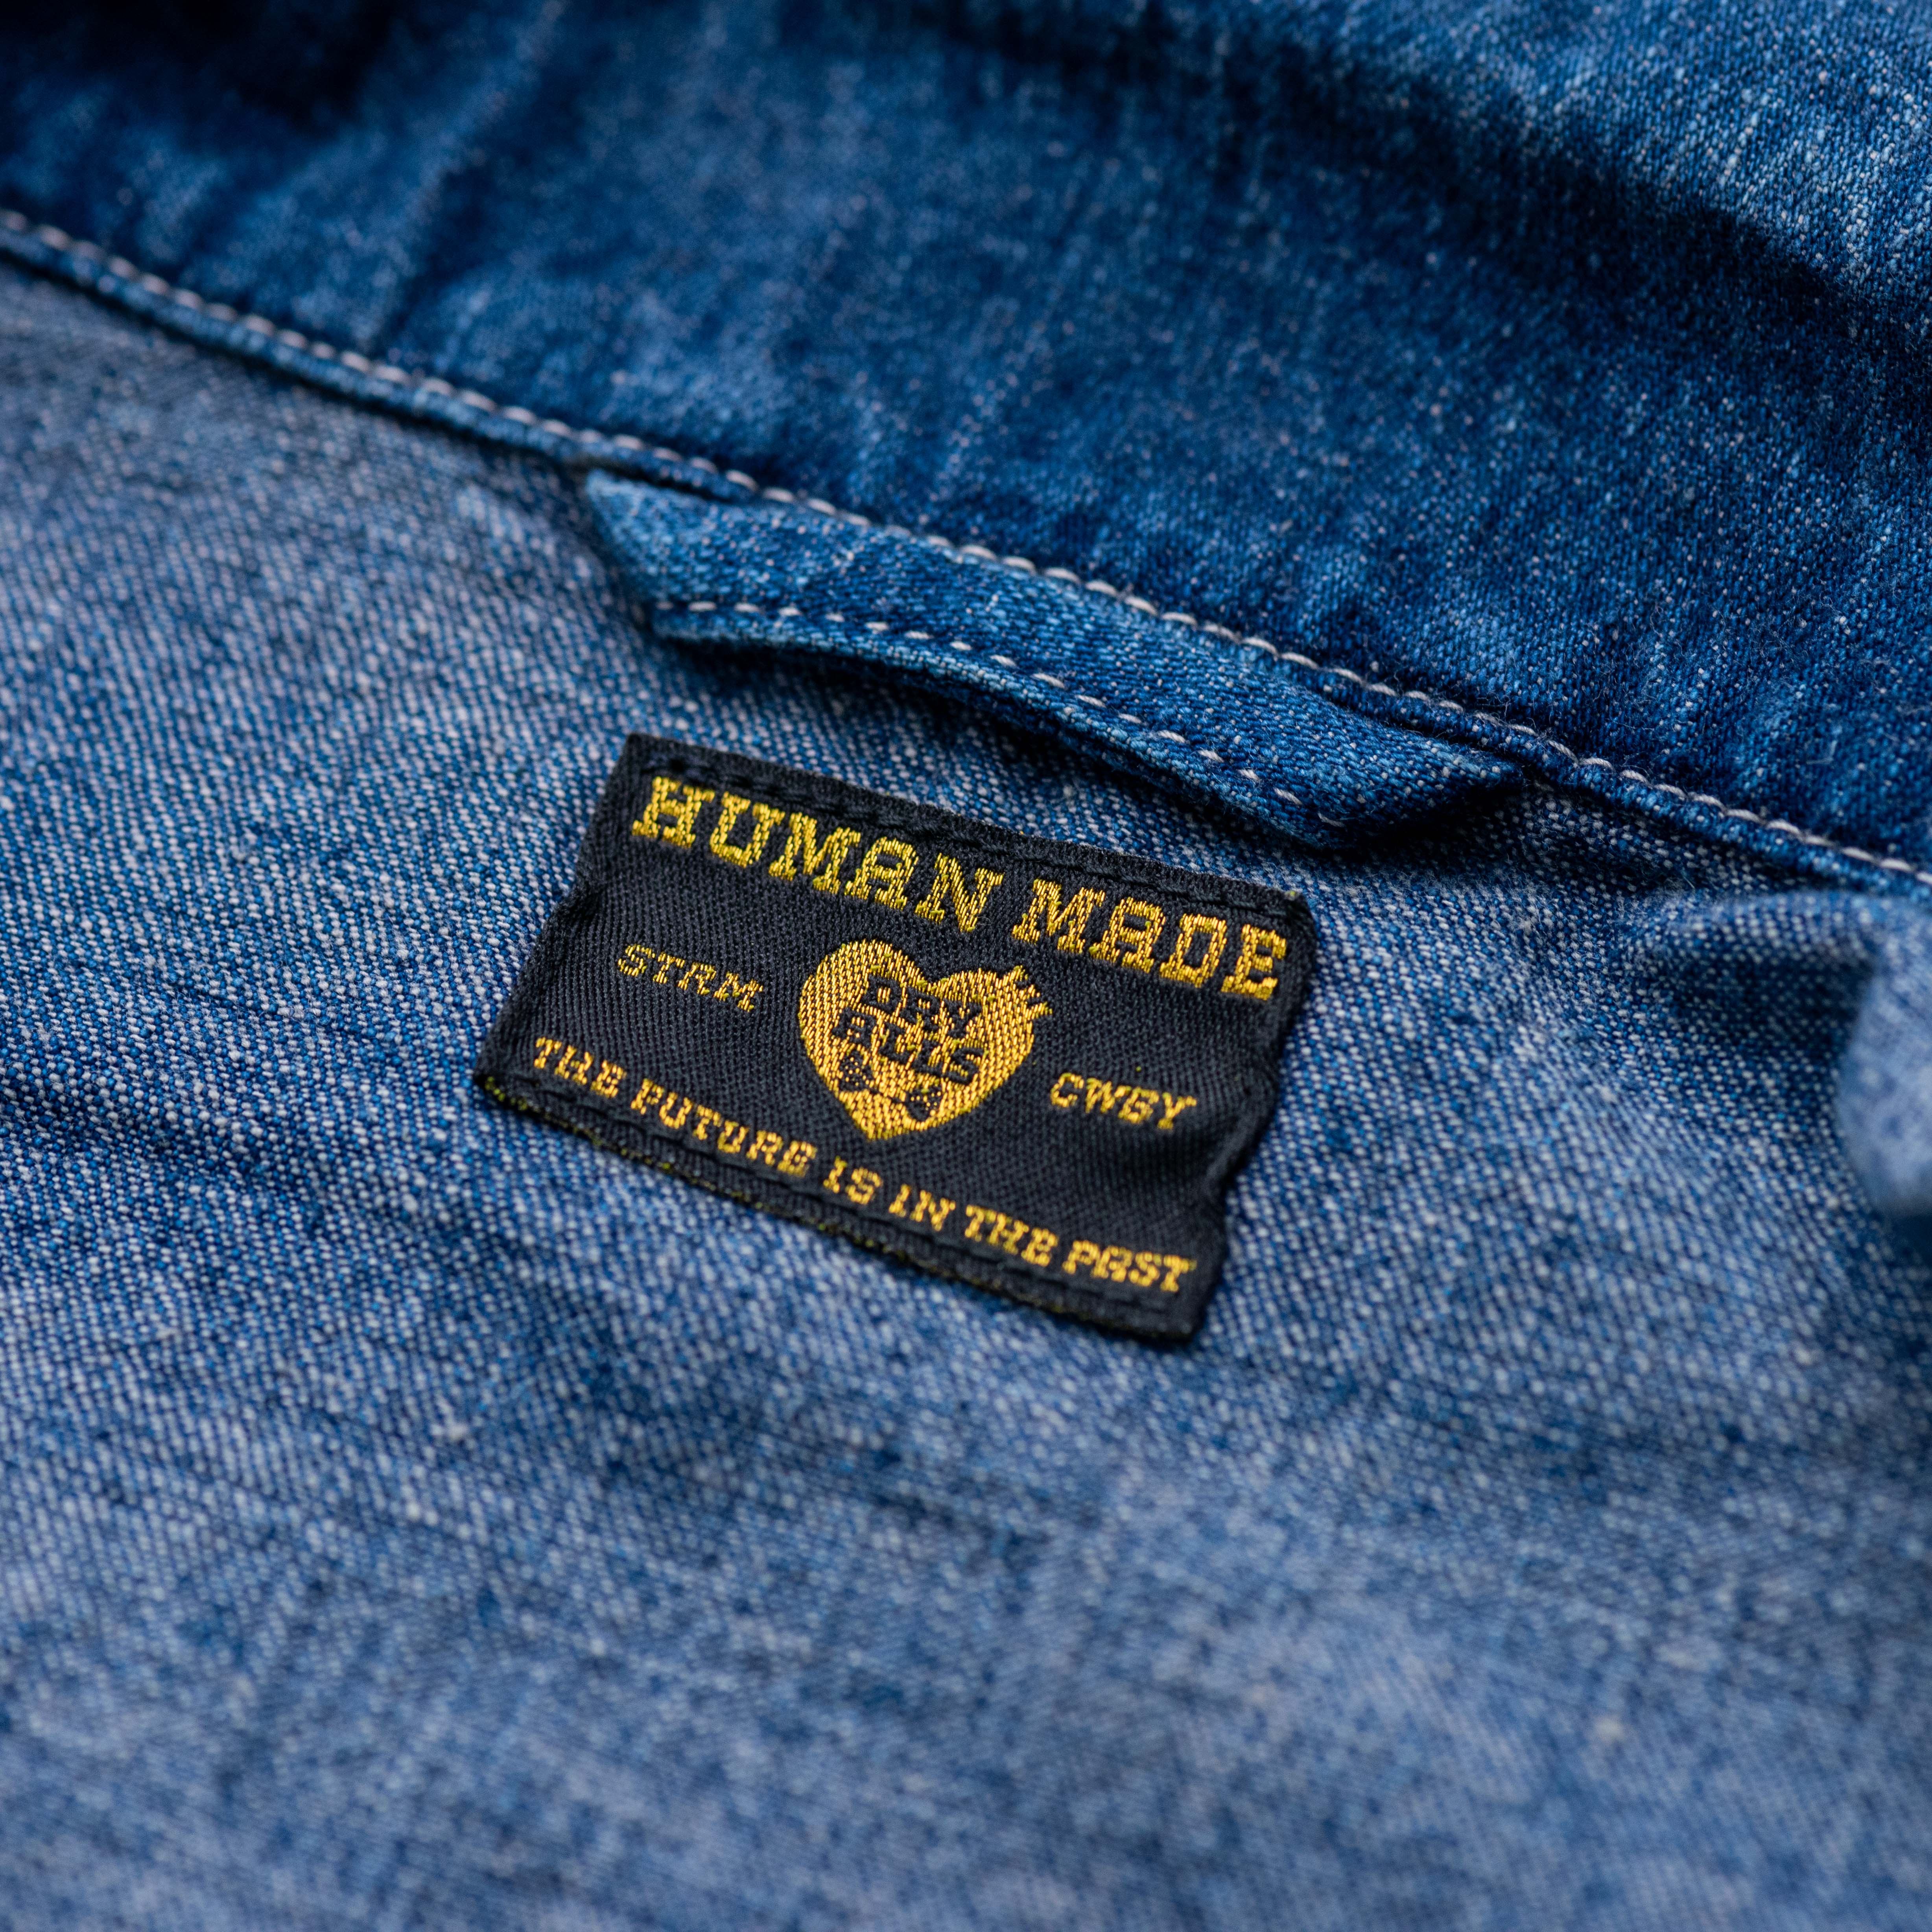 HUMAN MADE
STRM
DRY
ALLS
CWBY
THE FUTURE IS IN THE PAST